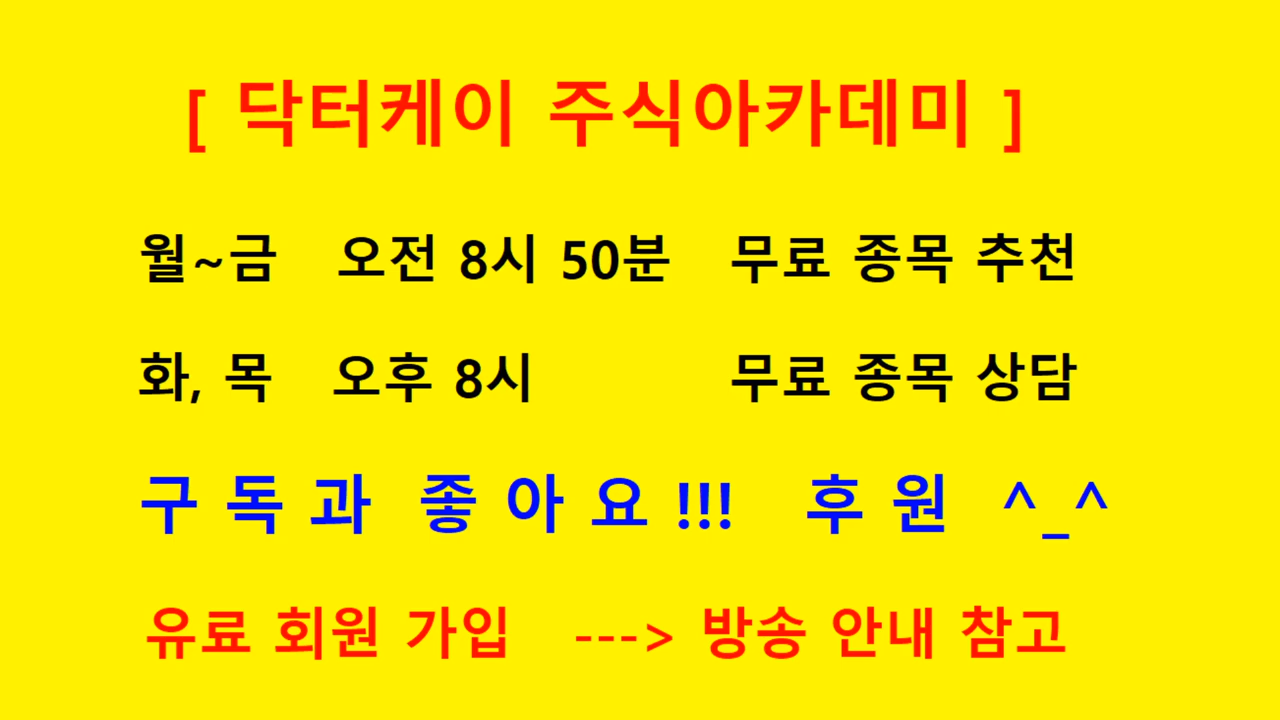 [ 닥터케이 주식아카데미 ]
월~금 오전 8시 50분 무료 종목 추천
화, 목 오후 8시 무료 종목 상담
구 독 과 좋 아 요 !!! 후 원 ^_^
유료 회원 가입 ---> 방송 안내 참고